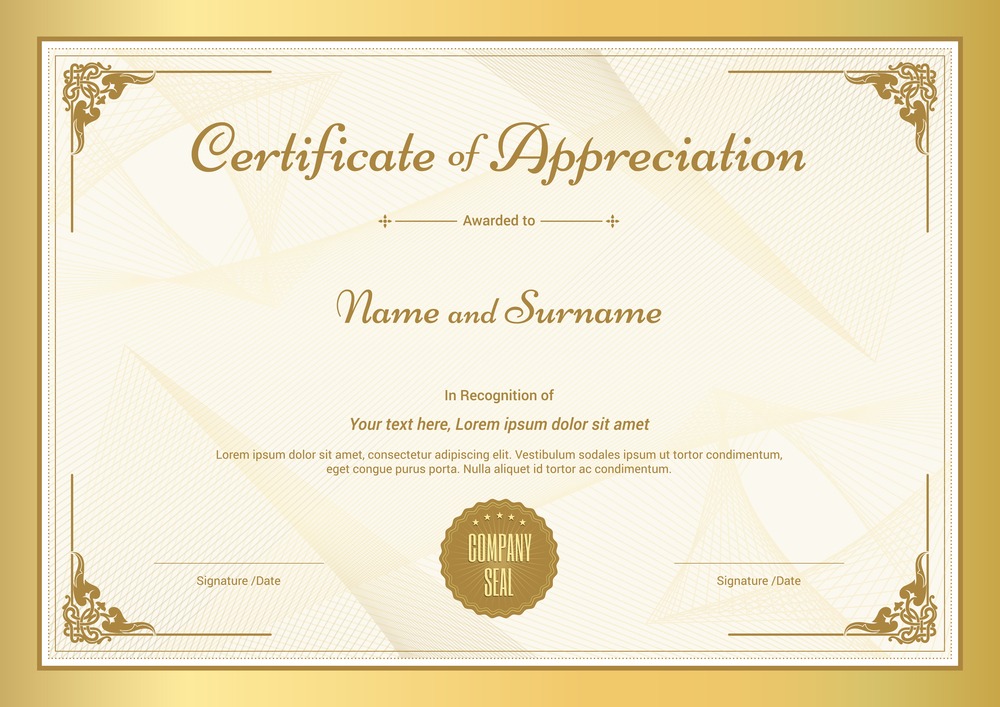 Certificate of Appreciation
Awarded to
Name and Surname
In Recognition of
Your text here, Lorem ipsum dolor sit amet
Lorem ipsum dolor sit amet, consectetur adipiscing elit. Vestibulum sodales ipsum ut tortor condimentum,
eget congue purus porta. Nulla aliquet id tortor ac condimentum.
COMPANY
SEAL
Signature /Date
Signature /Date